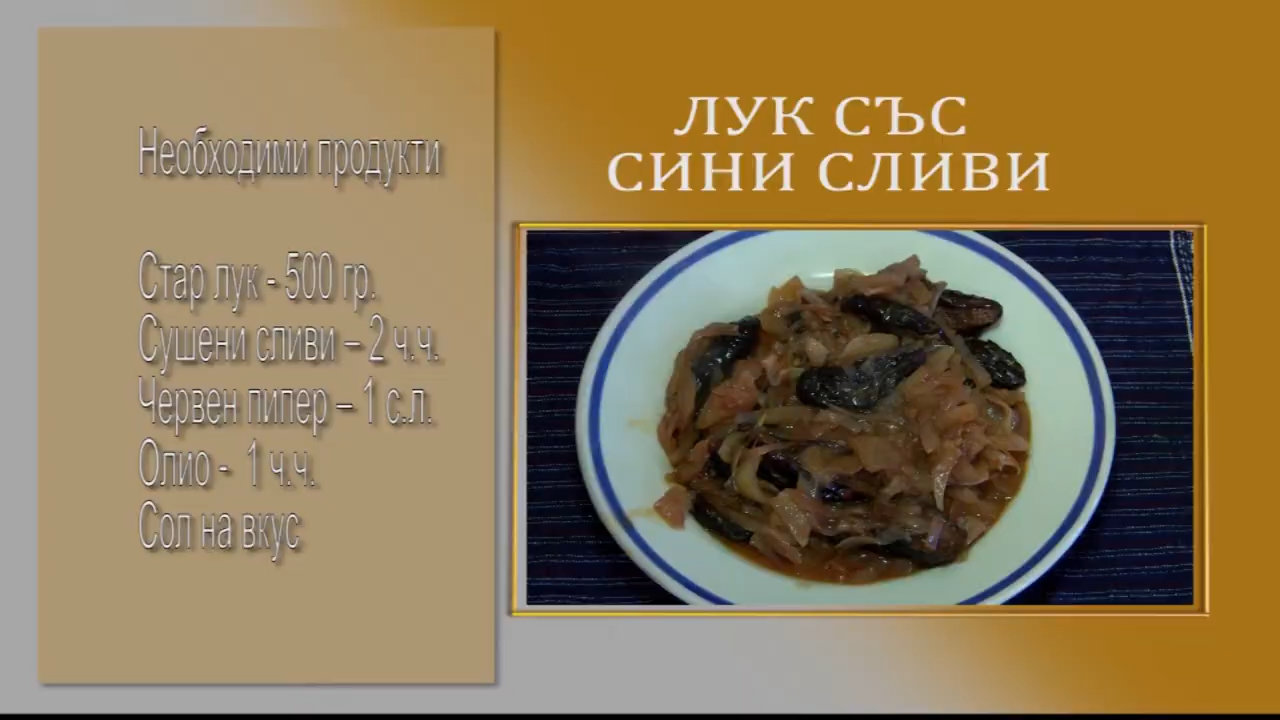 Необходими продукти
Стар лук - 500 гр.
Сушени сливи – 2 ч.ч.
Червен пипер – 1 с.л.
Олио - 1 ч.ч.
Сол на вкус
ЛУК СЪС
СИНИ СЛИВИ